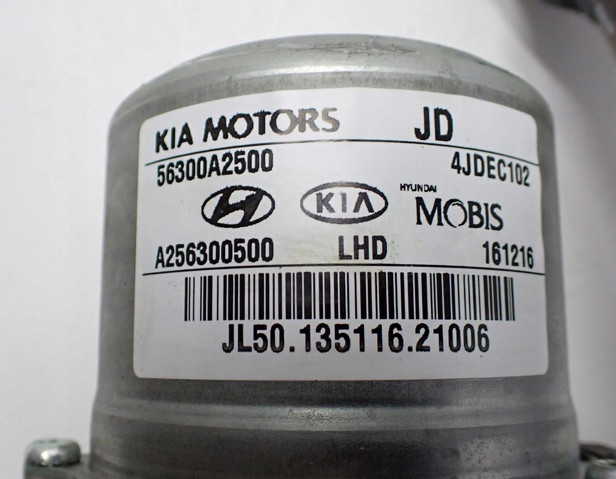 KIA MOTORS JD
56300A2500 4JDEC102
KIA HYUNDAI MOBIS
A256300500 LHD 161216
JL50.135116.21006